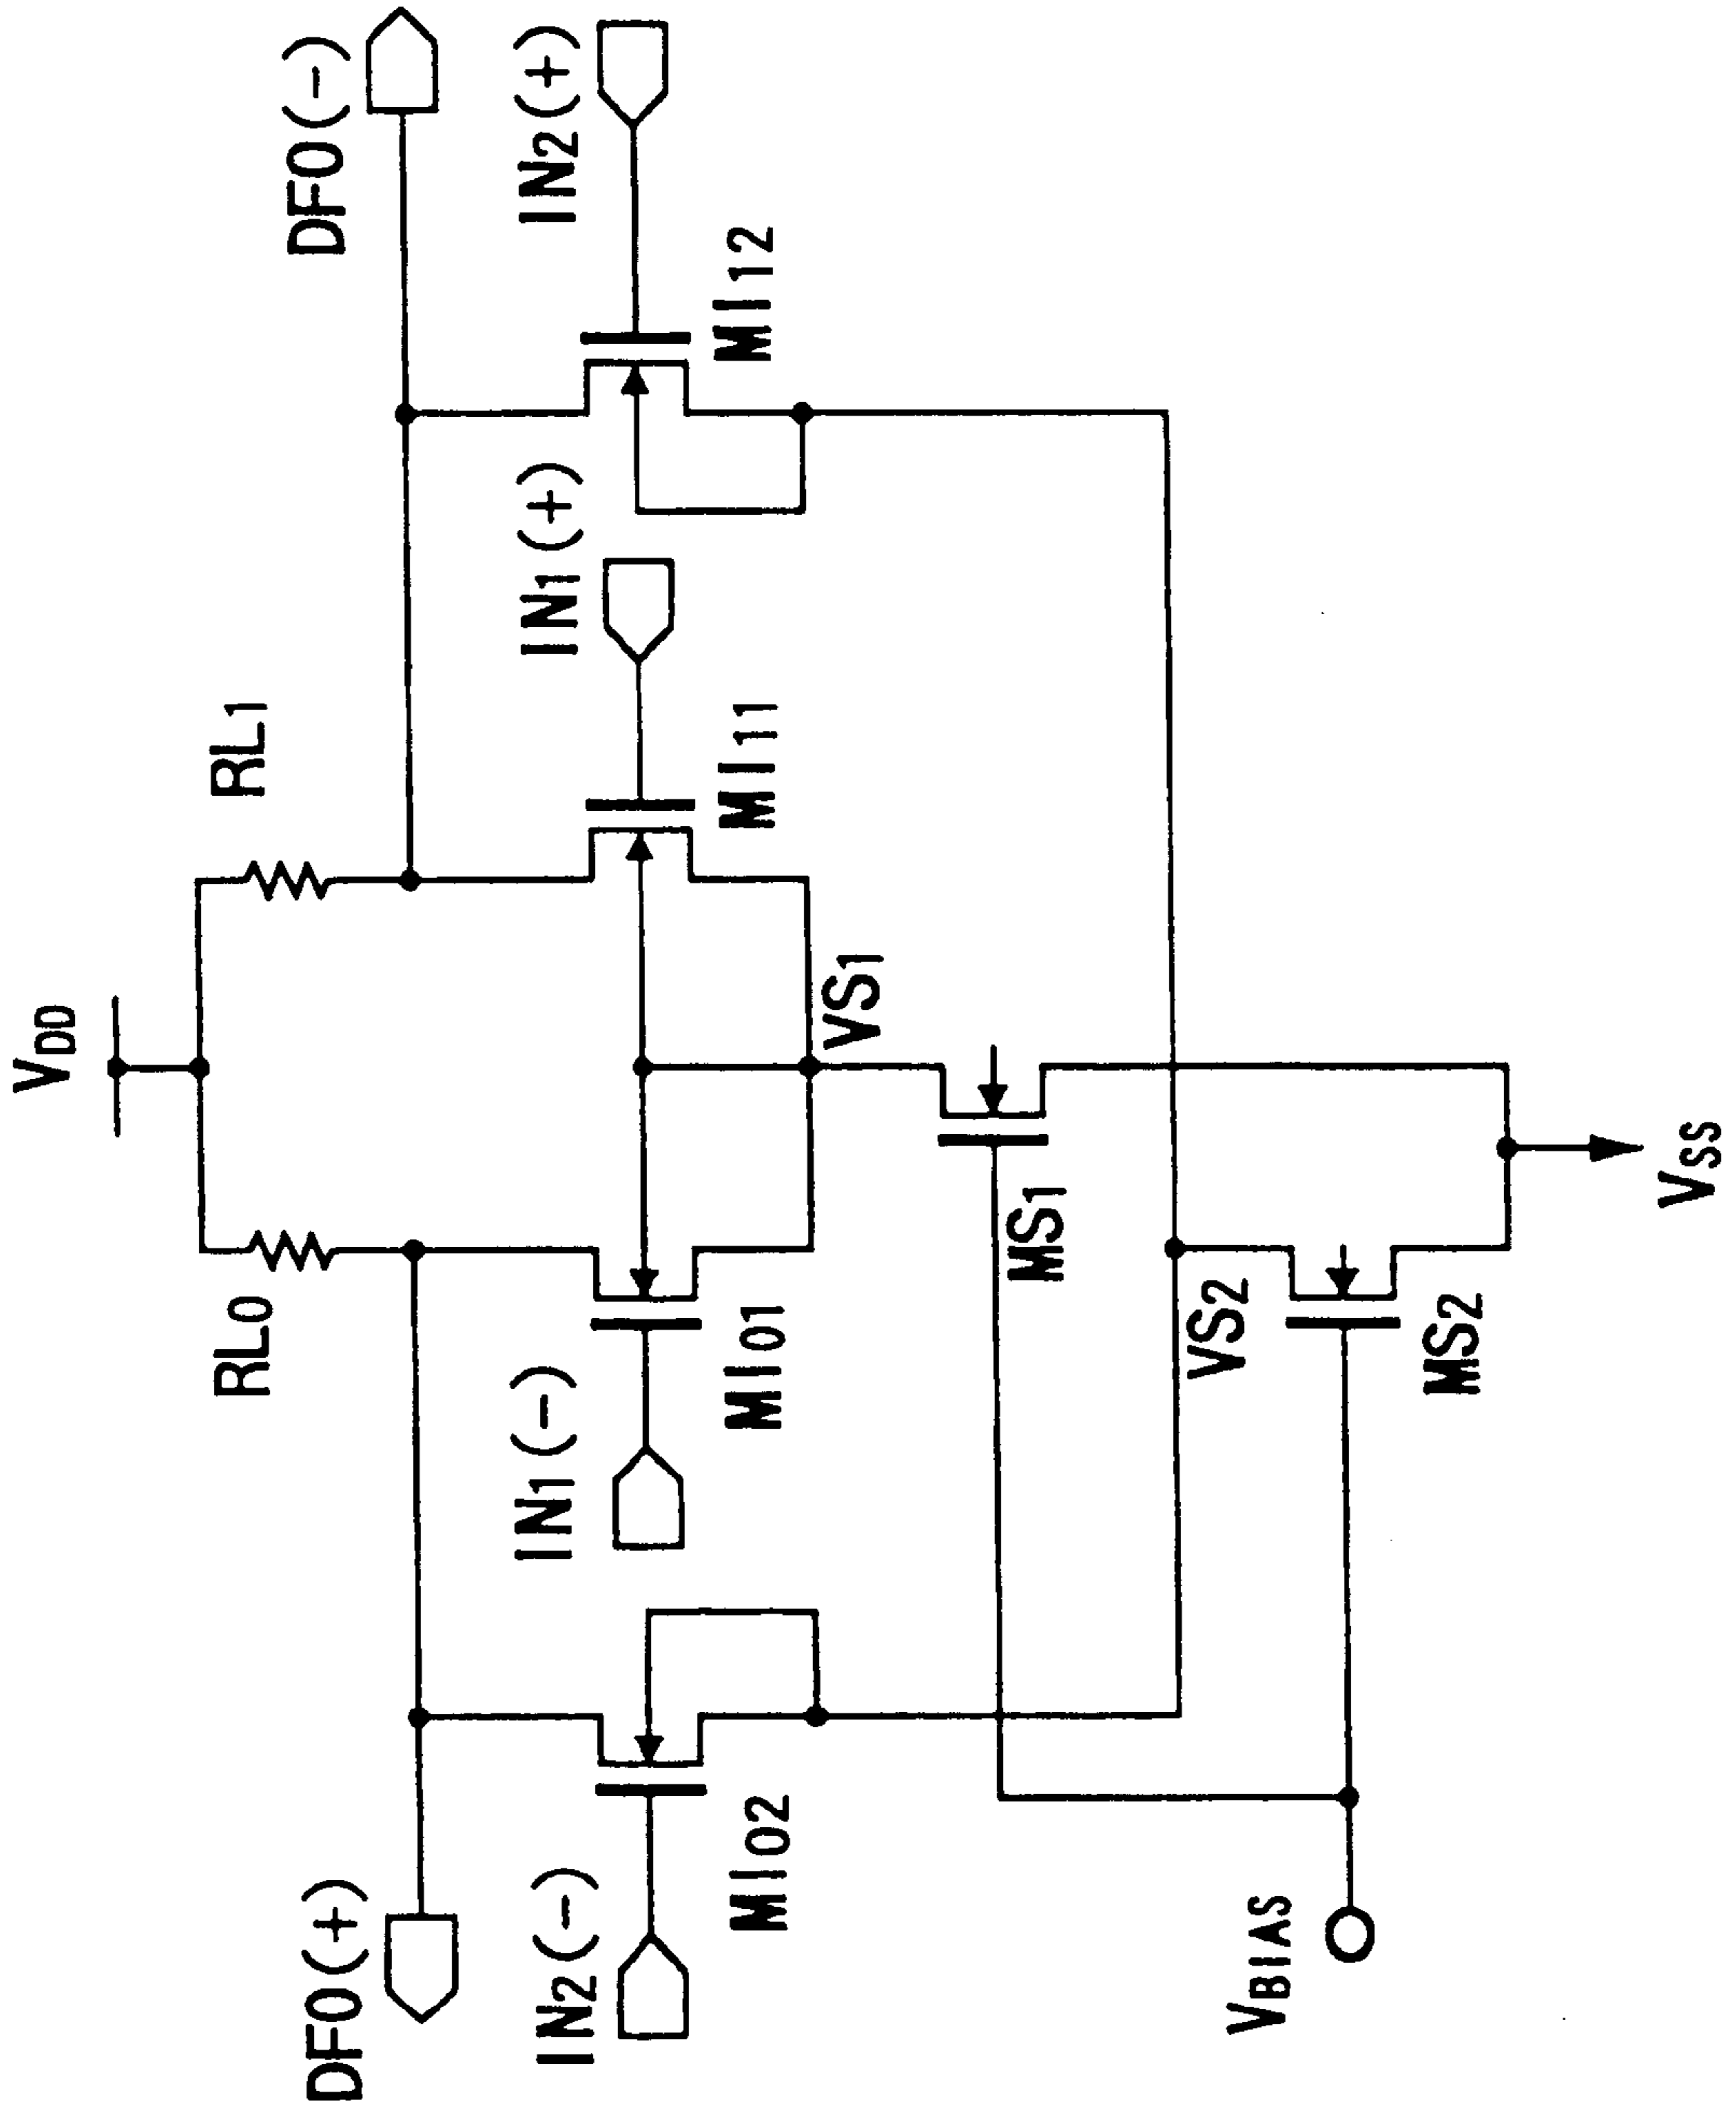 VDD
RL0
RL1
DFO(+)
DFO(-)
IN2(-)
IN1(-)
IN1(+)
IN2(+)
MI02
MI01
MI11
MI12
VS1
MS1
VS2
VBIAS
MS2
VSS